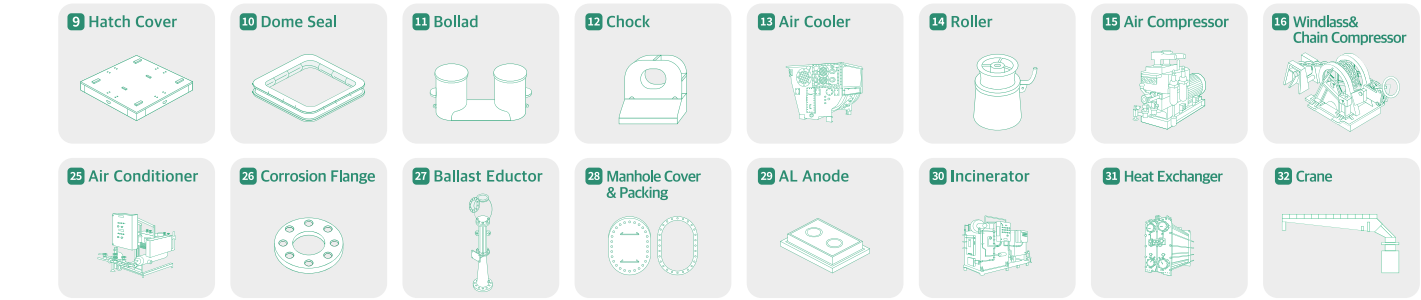 9 Hatch Cover
10 Dome Seal
11 Bollad
12 Chock
13 Air Cooler
14 Roller
15 Air Compressor
16 Windlass&
Chain Compressor
25 Air Conditioner
26 Corrosion Flange
27 Ballast Eductor
28 Manhole Cover
& Packing
29 AL Anode
30 Incinerator
31 Heat Exchanger
32 Crane